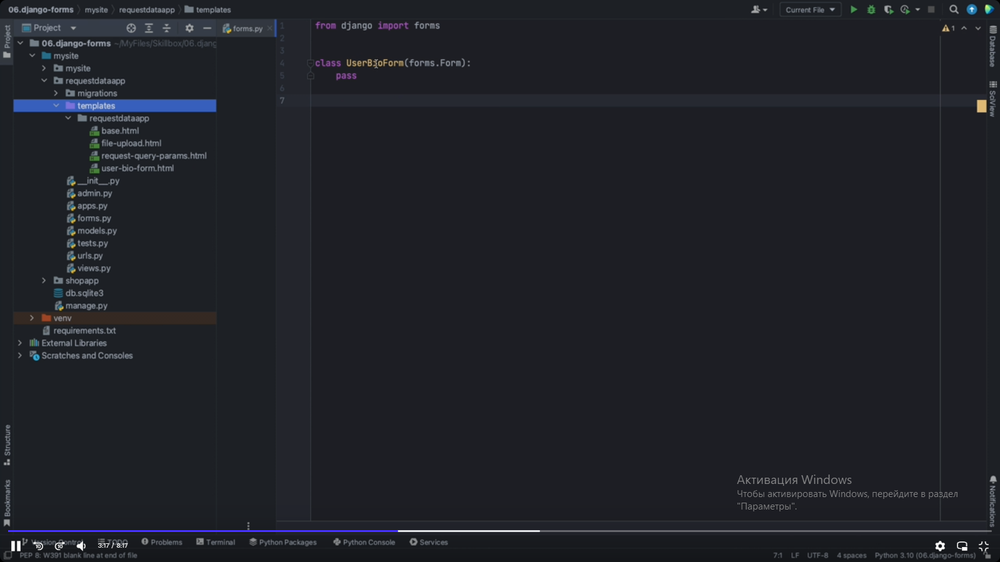 06.django-forms mysite requestdataapp templates
Current File
Project
forms.py
06.django-forms ~/MyFiles/Skillbox/06.djang
mysite
mysite
requestdataapp
migrations
templates
requestdataapp
base.html
file-upload.html
request-query-params.html
user-bio-form.html
__init__.py
admin.py
apps.py
forms.py
models.py
tests.py
urls.py
views.py
shopapp
db.sqlite3
manage.py
venv
requirements.txt
External Libraries
Scratches and Consoles
1 from django import forms
2
3
4 class UserBioForm(forms.Form):
5 pass
6
7
1
Project
Structure
Bookmarks
Database
SciView
Notifications
Активация Windows
Чтобы активировать Windows, перейдите в раздел
"Параметры".
Version Control TODO Problems Terminal Python Packages Python Console Services
10 10 3:17 / 8:17
PEP 8: W391 blank line at end of file
7:1 LF UTF-8 4 spaces Python 3.10 (06.django-forms)